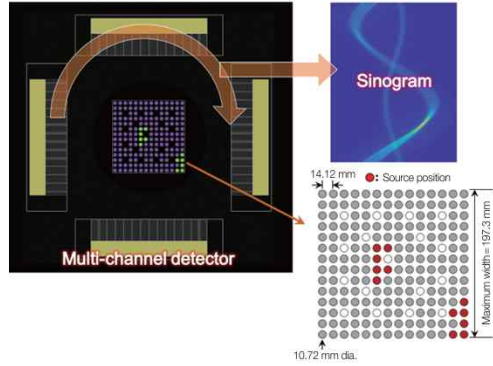 Sinogram
Multi-channel detector
14.12 mm
: Source position
Maximum width = 197.3 mm
10.72 mm dia.